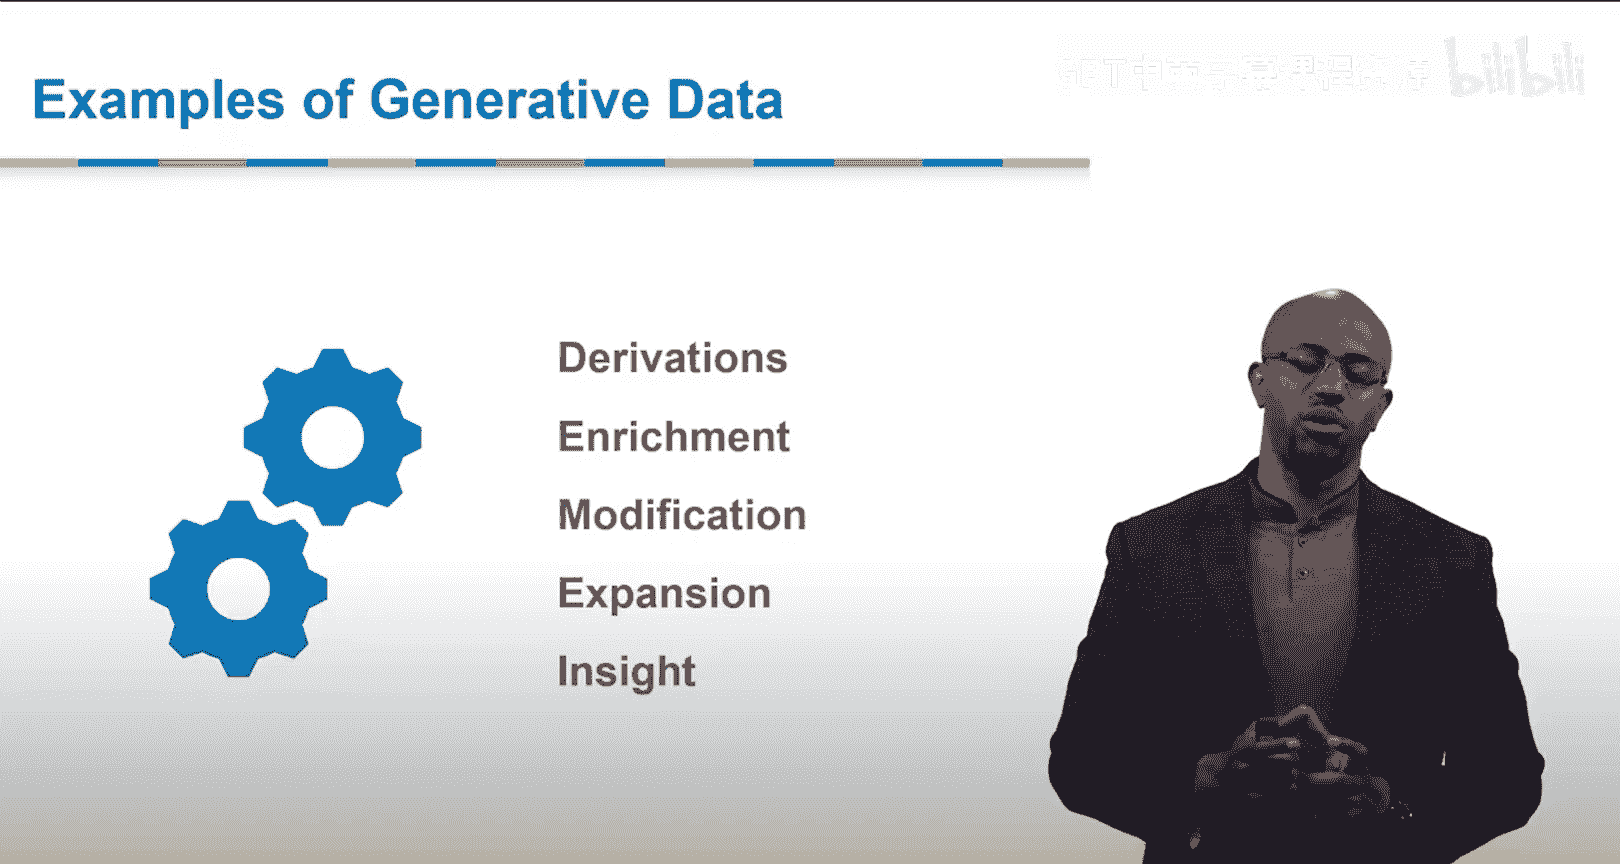 Examples of Generative Data
bilibili
Derivations
Enrichment
Modification
Expansion
Insight